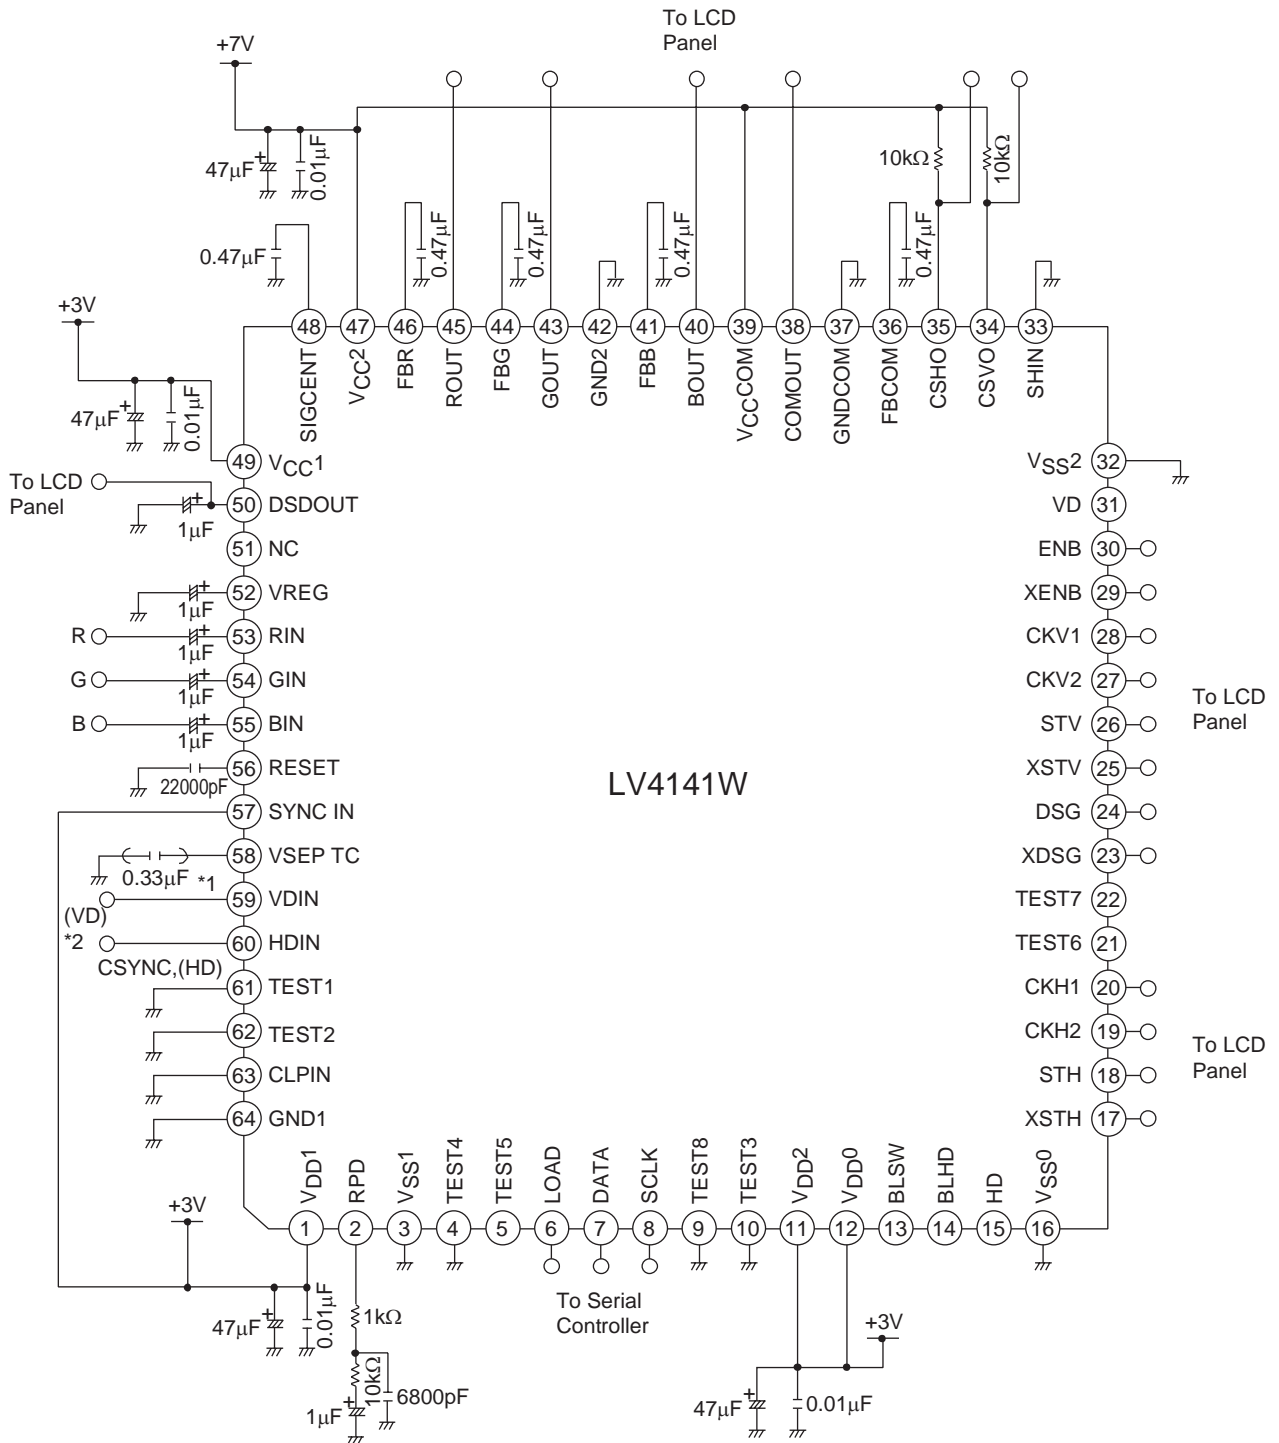 To LCD
Panel
+7V
47μF
+
0.01μF
10kΩ
10kΩ
0.47μF
0.47μF
0.47μF
0.47μF
0.47μF
+3V
48 47 46 45 44 43 42 41 40 39 38 37 36 35 34 33
SIGCENT
VCC2
FBR
ROUT
FBG
GOUT
GND2
FBB
BOUT
VCCCOM
COMOUT
GNDCOM
FBCOM
CSHO
CSVO
SHIN
47μF
+
0.01μF
49 VCC1
To LCD
Panel
+
1μF
50 DSDOUT
51 NC
+
1μF
52 VREG
R
+
1μF
53 RIN
G
+
1μF
54 GIN
B
+
1μF
55 BIN
22000pF
56 RESET
57 SYNC IN
0.33μF *1
58 VSEP TC
(VD)
*2
59 VDIN
60 HDIN
CSYNC,(HD)
61 TEST1
62 TEST2
63 CLPIN
64 GND1
LV4141W
VSS2 32
VD 31
ENB 30
XENB 29
CKV1 28
CKV2 27
STV 26
XSTV 25
DSG 24
XDSG 23
TEST7 22
TEST6 21
CKH1 20
CKH2 19
STH 18
XSTH 17
To LCD
Panel
To LCD
Panel
VDD1
RPD
VSS1
TEST4
TEST5
LOAD
DATA
SCLK
TEST8
TEST3
VDD2
VDD0
BLSW
BLHD
HD
VSS0
1 2 3 4 5 6 7 8 9 10 11 12 13 14 15 16
+3V
47μF
+
0.01μF
1kΩ
10kΩ
1μF
+
6800pF
To Serial
Controller
+3V
47μF
+
0.01μF